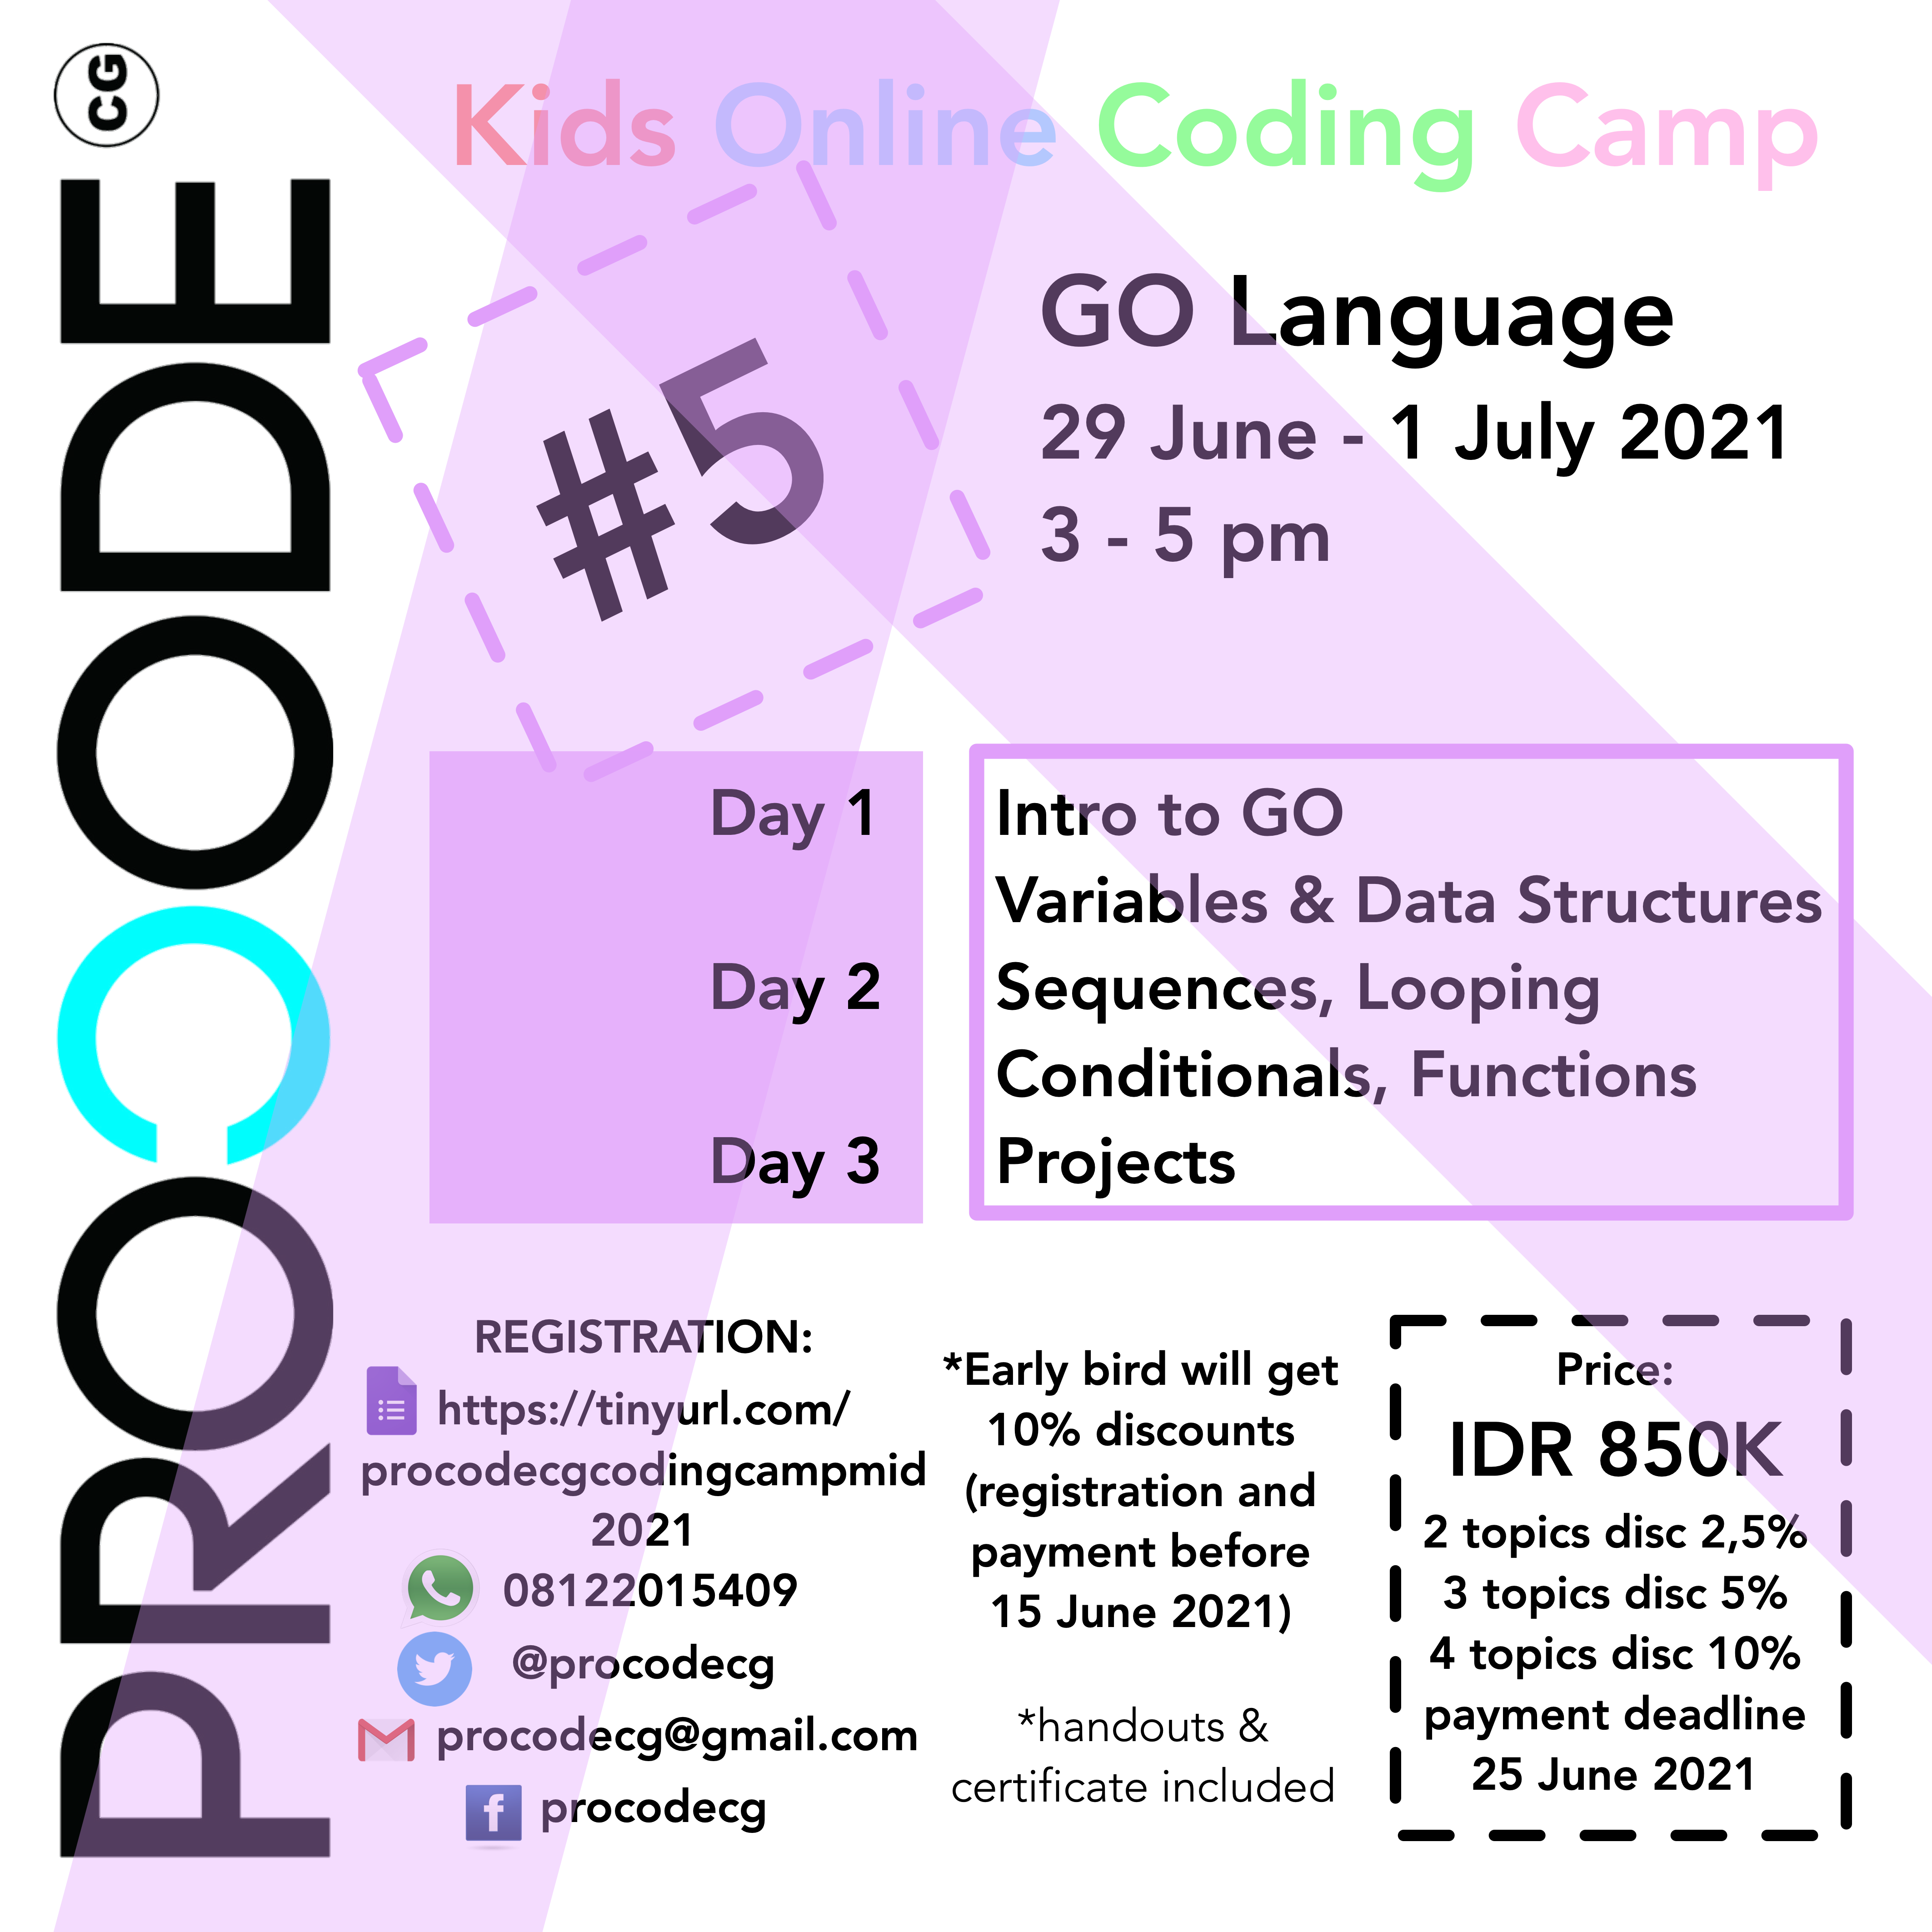 CG
PROCODE
Kids Online Coding Camp
#5
GO Language
29 June - 1 July 2021
3 - 5 pm
Day 1
Intro to GO
Variables & Data Structures
Day 2
Sequences, Looping
Conditionals, Functions
Day 3
Projects
REGISTRATION:
https://tinyurl.com/
procodecgcodingcampmid
2021
08122015409
@procodecg
procodecg@gmail.com
f procodecg
*Early bird will get
10% discounts
(registration and
payment before
15 June 2021)
*handouts &
certificate included
Price:
IDR 850K
2 topics disc 2,5%
3 topics disc 5%
4 topics disc 10%
payment deadline
25 June 2021